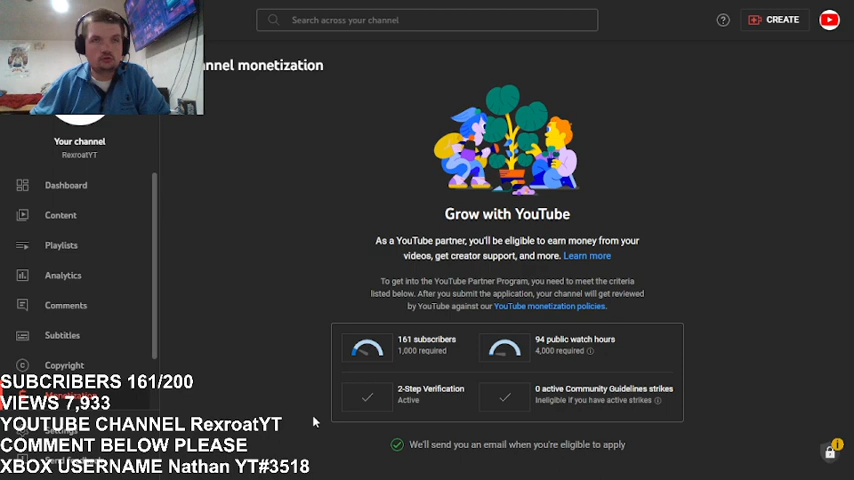 Search across your channel
CREATE
nnel monetization
Your channel
RexroatYT
Dashboard
Content
Playlists
Analytics
Comments
Subtitles
Copyright
Monetization
Settings
Send feedback
Grow with YouTube
As a YouTube partner, you'll be eligible to earn money from your
videos, get creator support, and more. Learn more
To get into the YouTube Partner Program, you need to meet the criteria
listed below. After you submit the application, your channel will get reviewed
by YouTube against our YouTube monetization policies.
161 subscribers
1,000 required
94 public watch hours
4,000 required
2-Step Verification
Active
0 active Community Guidelines strikes
Ineligible if you have active strikes
We'll send you an email when you're eligible to apply
SUBCRIBERS 161/200
VIEWS 7,933
YOUTUBE CHANNEL RexroatYT
COMMENT BELOW PLEASE
XBOX USERNAME Nathan YT#3518